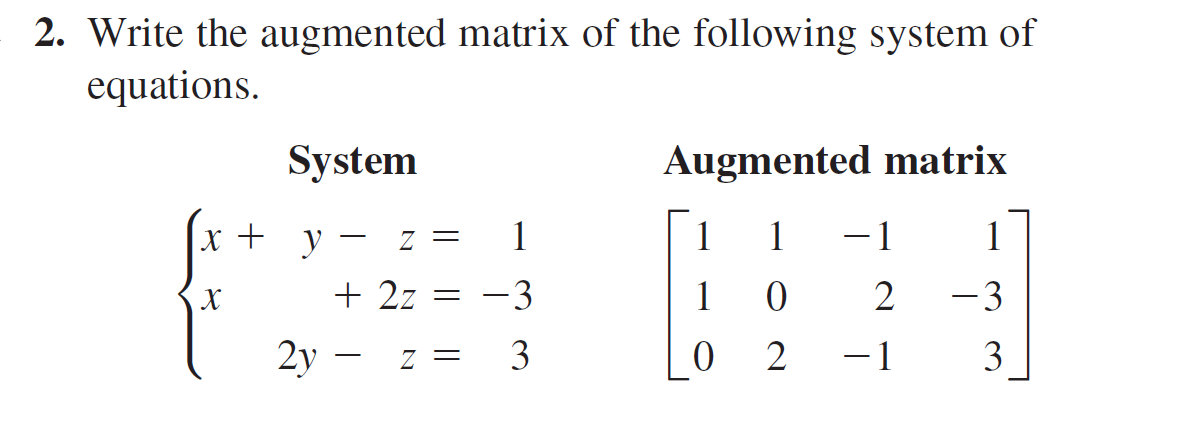 2. Write the augmented matrix of the following system of
equations.
System Augmented matrix
x + y − z = 1 1 1 −1 1
x + 2z = −3 1 0 2 −3
2y − z = 3 0 2 −1 3